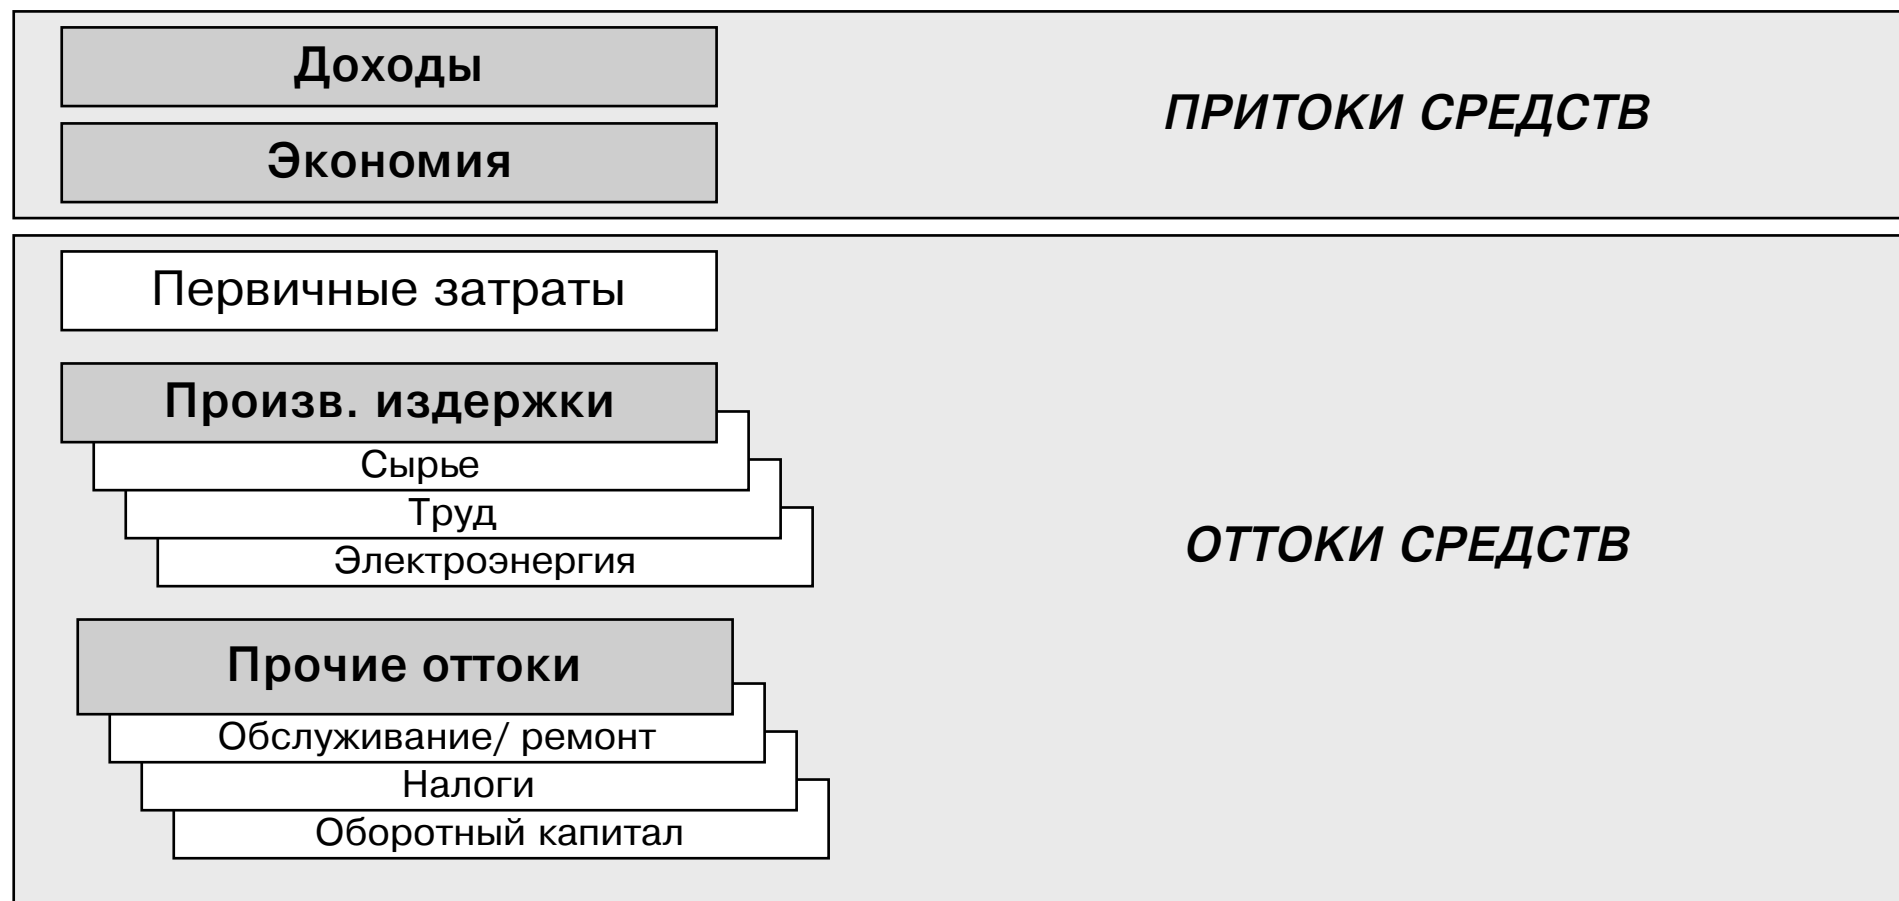 Доходы
ПРИТОКИ СРЕДСТВ
Экономия
Первичные затраты
Произв. издержки
Сырье
Труд
Электроэнергия
ОТТОКИ СРЕДСТВ
Прочие оттоки
Обслуживание/ ремонт
Налоги
Оборотный капитал